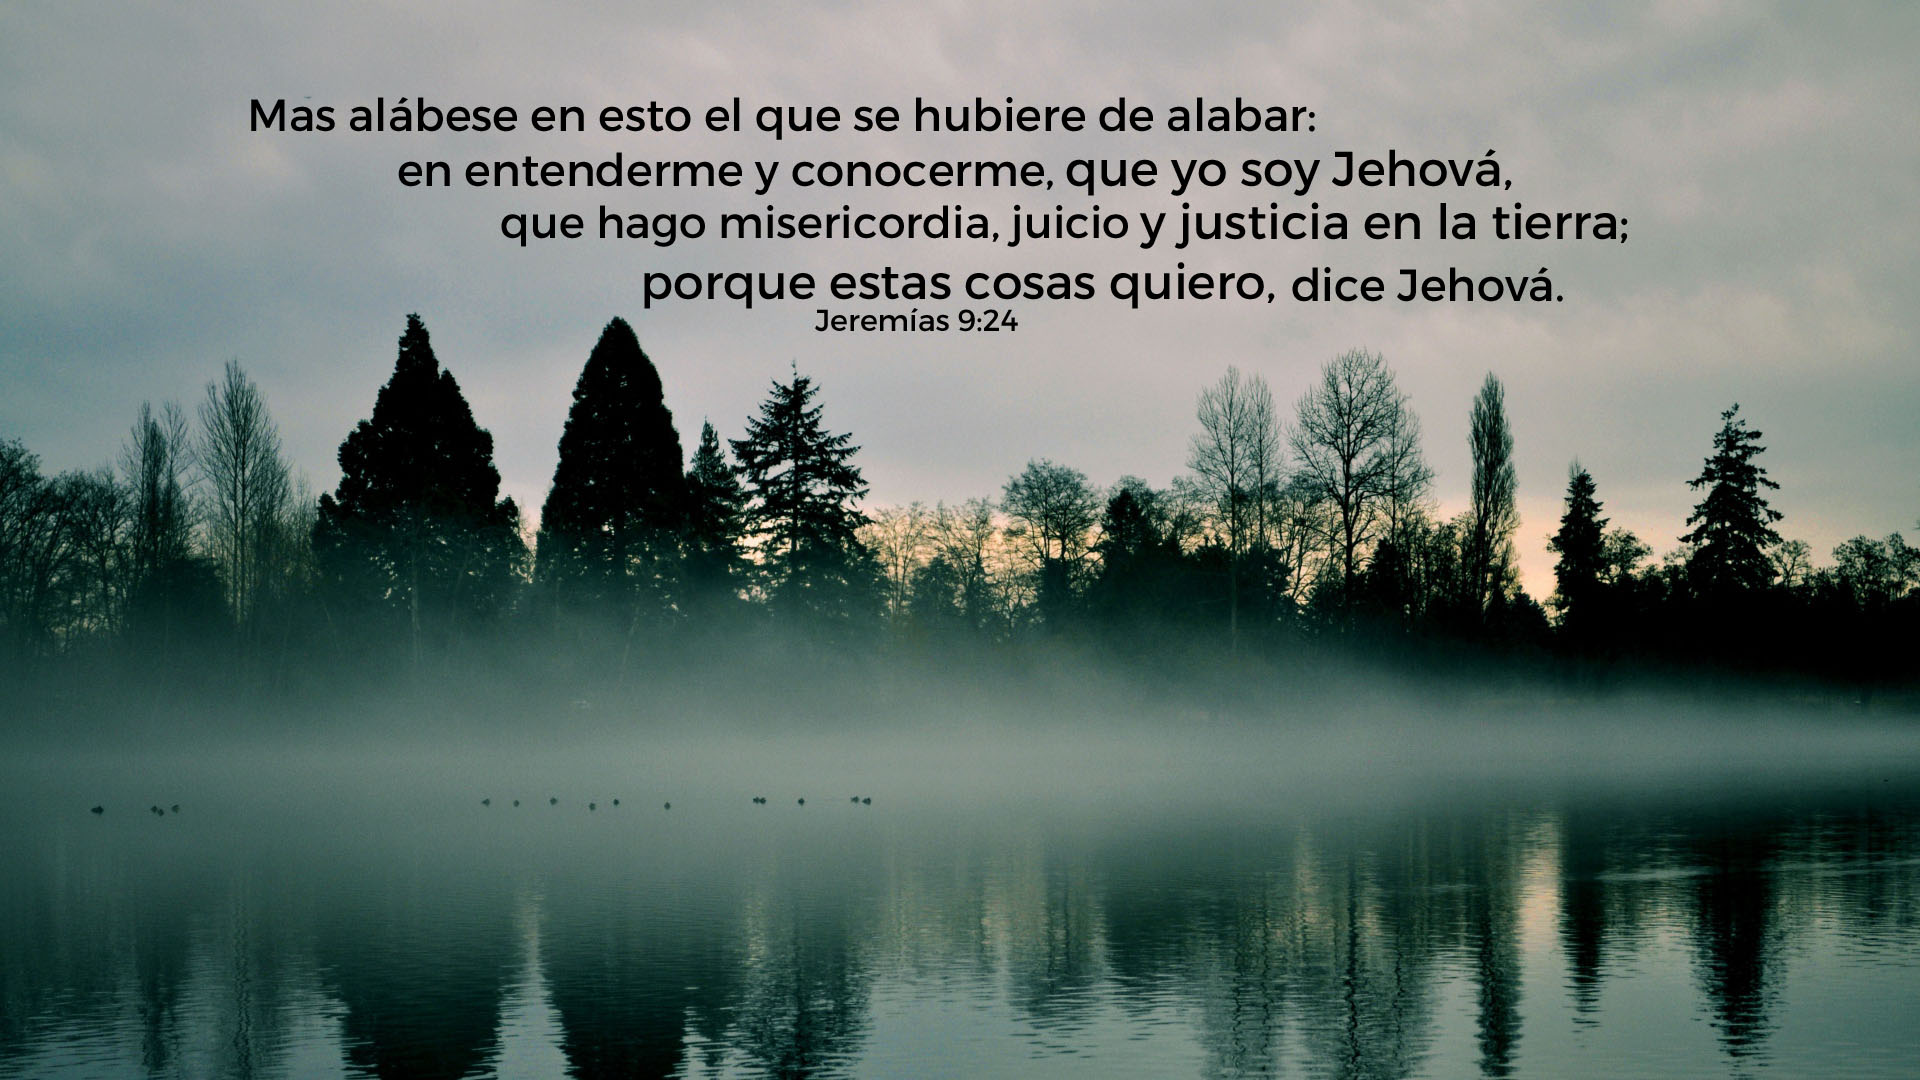 Mas alábese en esto el que se hubiere de alabar:
en entenderme y conocerme, que yo soy Jehová,
que hago misericordia, juicio y justicia en la tierra;
porque estas cosas quiero, dice Jehová.
Jeremías 9:24